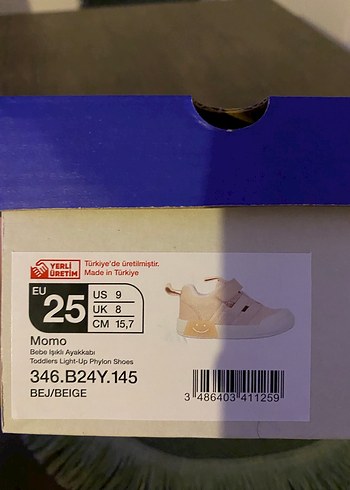 YERLİ
ÜRETİM
Türkiye'de üretilmiştir.
Made in Türkiye
EU
25
US 9
UK 8
CM 15,7
Momo
Bebe Işıklı Ayakkabı
Toddlers Light-Up Phylon Shoes
346.B24Y.145
BEJ/BEIGE
3 486403 411259